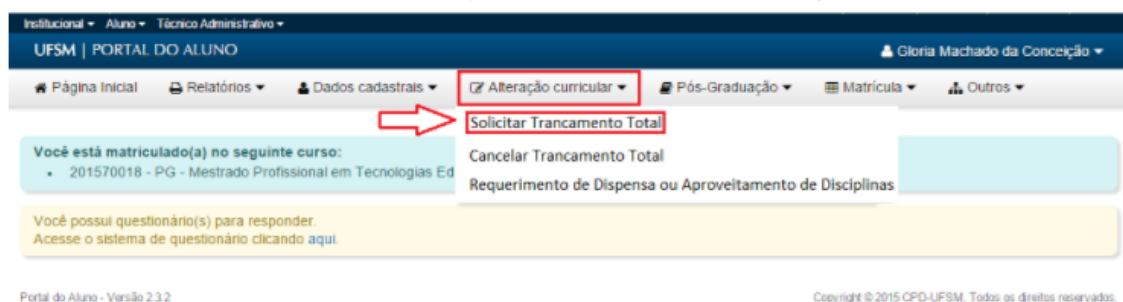 Institucional Aluno Técnico Administrativo
UFSM | PORTAL DO ALUNO
Gloria Machado da Conceição
Página Inicial Relatórios Dados cadastrais Alteração curricular Pós-Graduação Matrícula Outros
Solicitar Trancamento Total
Cancelar Trancamento Total
Requerimento de Dispensa ou Aproveitamento de Disciplinas
Você está matriculado(a) no seguinte curso:
201570018 - PG - Mestrado Profissional em Tecnologias Ed
Você possui questionário(s) para responder.
Acesse o sistema de questionário clicando aqui.
Portal do Aluno - Versão 2.3.2
Copyright © 2015 CPD-UFSM. Todos os direitos reservados.